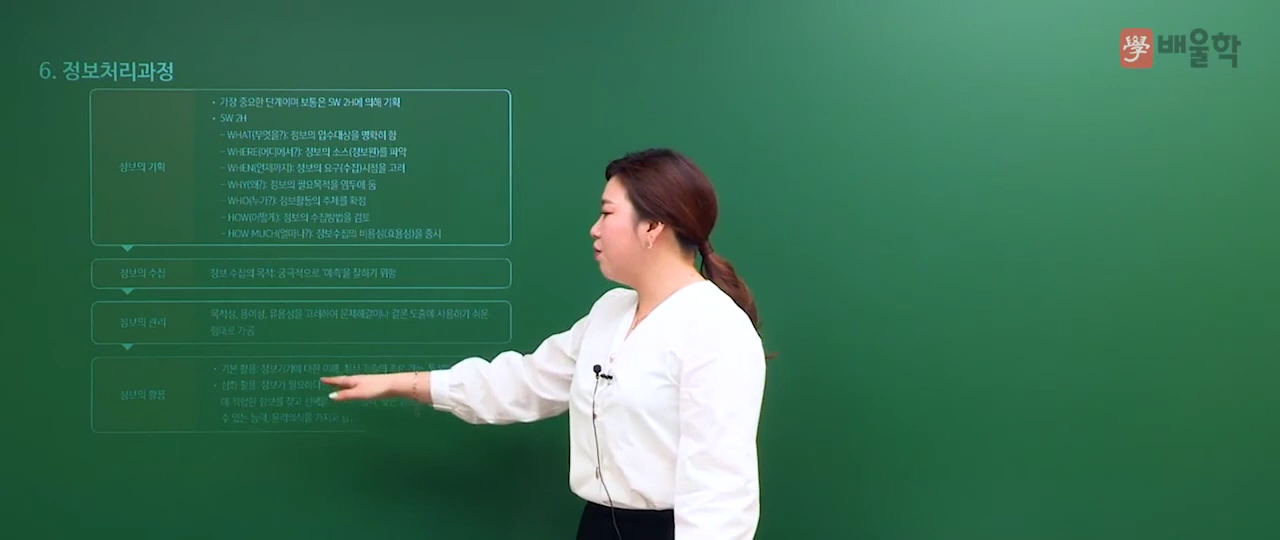 學 배울학
6. 정보처리과정
정보의 기획
• 가장 중요한 단계이며 보통은 5W 2H에 의해 기획
• 5W 2H
– WHAT(무엇을?): 정보의 입수대상을 명확히 함
– WHERE(어디에서?): 정보의 소스(정보원)를 파악
– WHEN(언제까지): 정보의 요구(수집)시점을 고려
– WHY(왜?): 정보의 필요목적을 염두에 둠
– WHO(누가?): 정보활동의 주체를 확정
– HOW(어떻게): 정보의 수집방법을 검토
– HOW MUCH(얼마나?): 정보수집의 비용성(효용성)을 중시
정보의 수집
정보 수집의 목적: 궁극적으로 '예측'을 잘하기 위함
정보의 관리
목적성, 용이성, 유용성을 고려하여 문제해결이나 결론 도출에 사용하기 쉬운
형태로 가공
정보의 활용
• 기본 활용: 정보기기에 대한 이해, 최신
• 심화 활용: 정보가 필요하다
에 적합한 정보를 찾고 선택
수 있는 능력, 윤리의식을 가지고